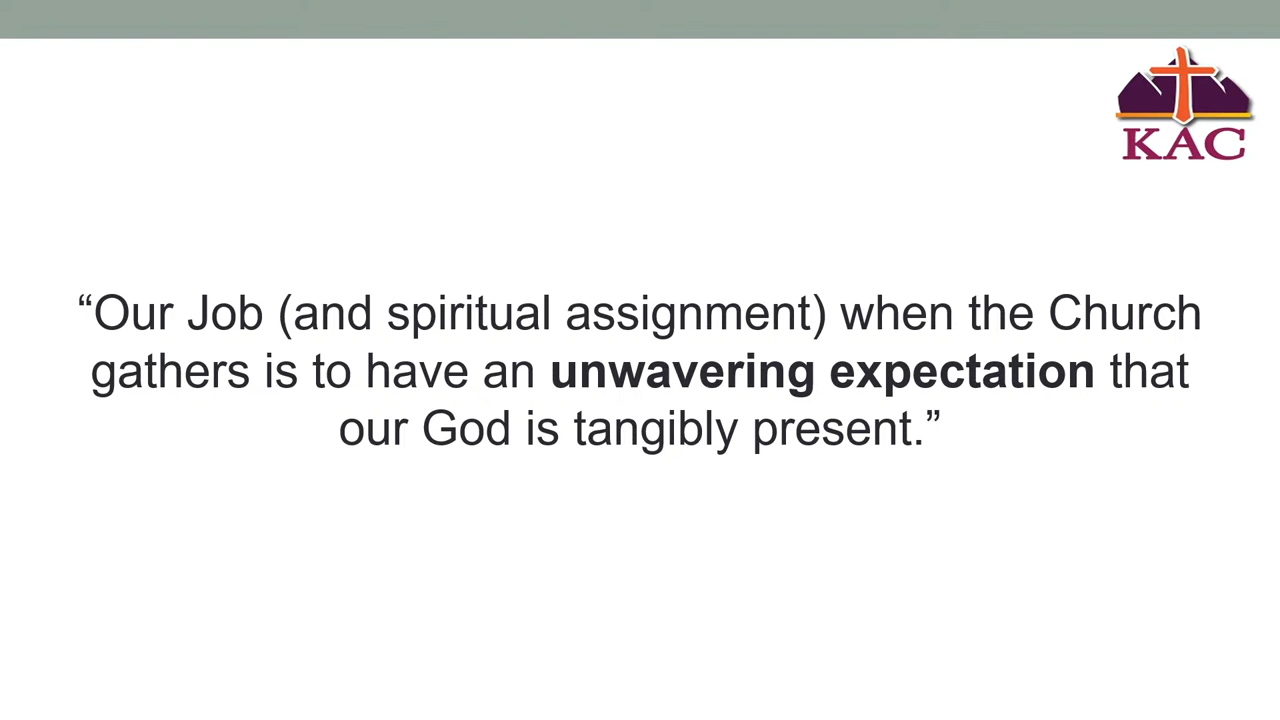 KAC
“Our Job (and spiritual assignment) when the Church
gathers is to have an unwavering expectation that
our God is tangibly present.”